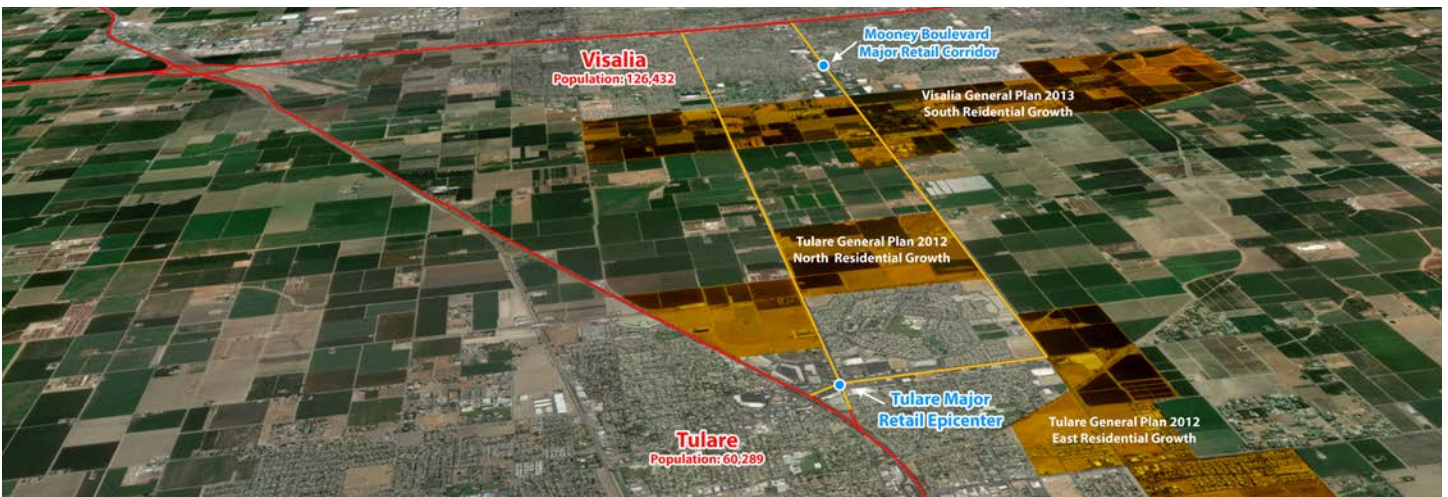 Mooney Boulevard
Major Retail Corridor
Visalia
Population: 126,432
Visalia General Plan 2013
South Residential Growth
Tulare General Plan 2012
North Residential Growth
Tulare Major
Retail Epicenter
Tulare General Plan 2012
East Residential Growth
Tulare
Population: 60,289